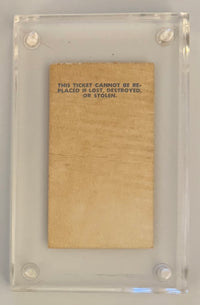 THIS TICKET CANNOT BE RE-
PLACED IF LOST, DESTROYED,
OR STOLEN.